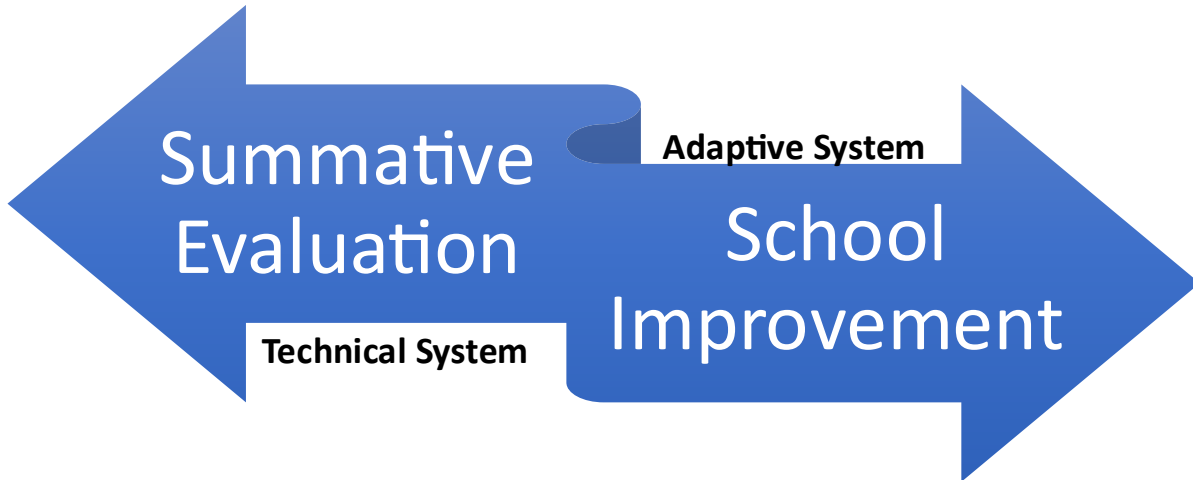 Summative
Evaluation
Technical System
Adaptive System
School
Improvement